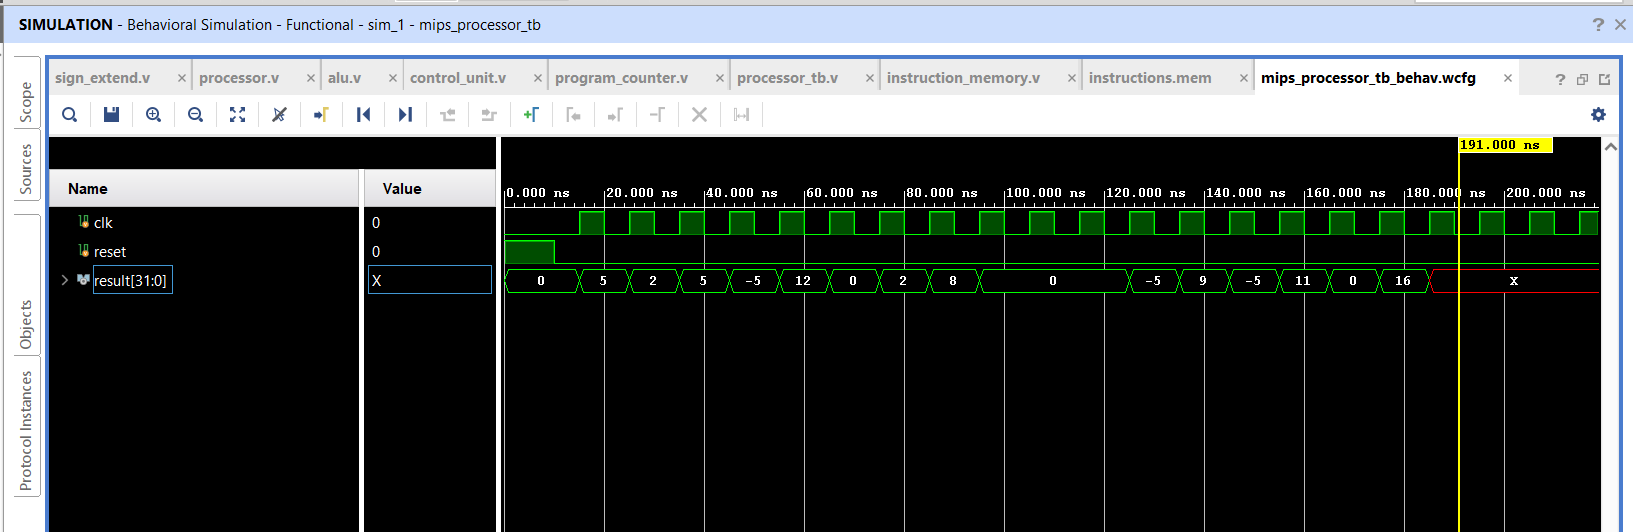 SIMULATION - Behavioral Simulation - Functional - sim_1 - mips_processor_tb ? ×
sign_extend.v × processor.v × alu.v × control_unit.v × program_counter.v × processor_tb.v × instruction_memory.v × instructions.mem × mips_processor_tb_behav.wcfg × ?
Scope
Sources
Objects
Protocol Instances
191.000 ns
Name Value
0.000 ns 20.000 ns 40.000 ns 60.000 ns 80.000 ns 100.000 ns 120.000 ns 140.000 ns 160.000 ns 180.000 ns 200.000 ns
clk 0
reset 0
result[31:0] X 0 5 2 5 -5 12 0 2 8 0 -5 9 -5 11 0 16 X